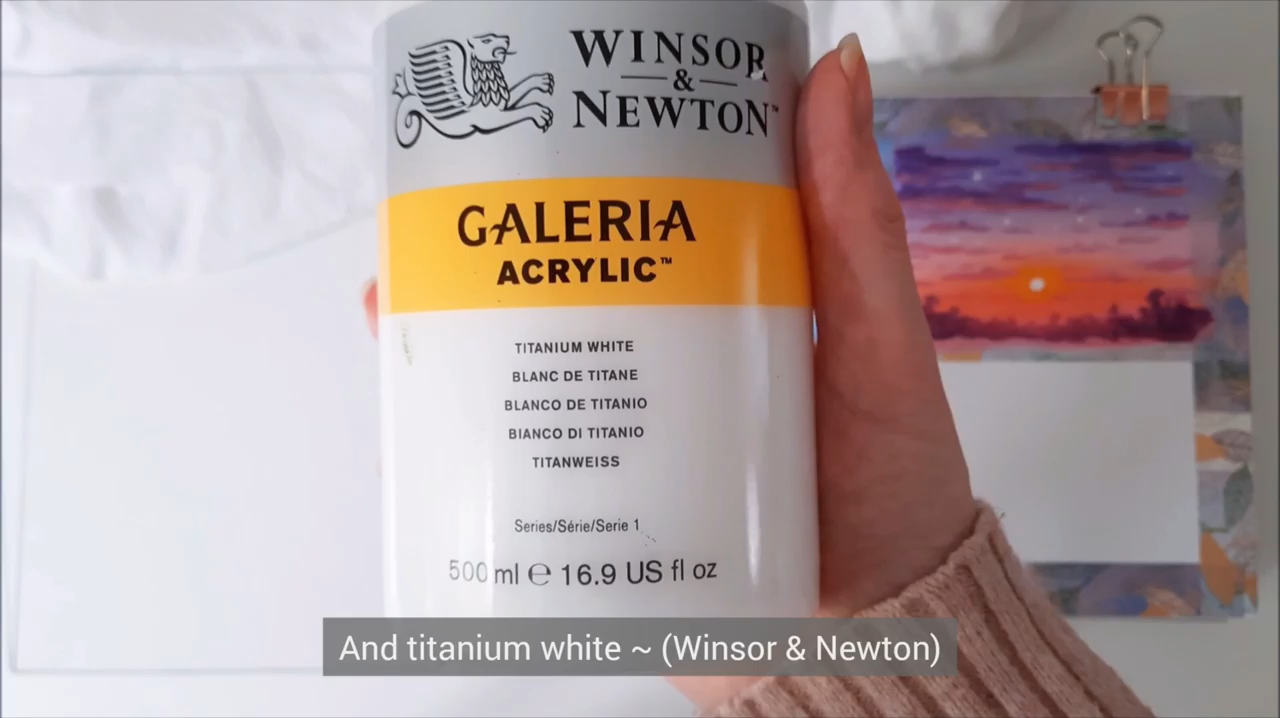 WINSOR
&
NEWTON™
GALERIA
ACRYLIC™
TITANIUM WHITE
BLANC DE TITANE
BLANCO DE TITANIO
BIANCO DI TITANIO
TITANWEISS
Series/Série/Serie 1
500 ml ℮ 16.9 US fl oz
And titanium white ~ (Winsor & Newton)